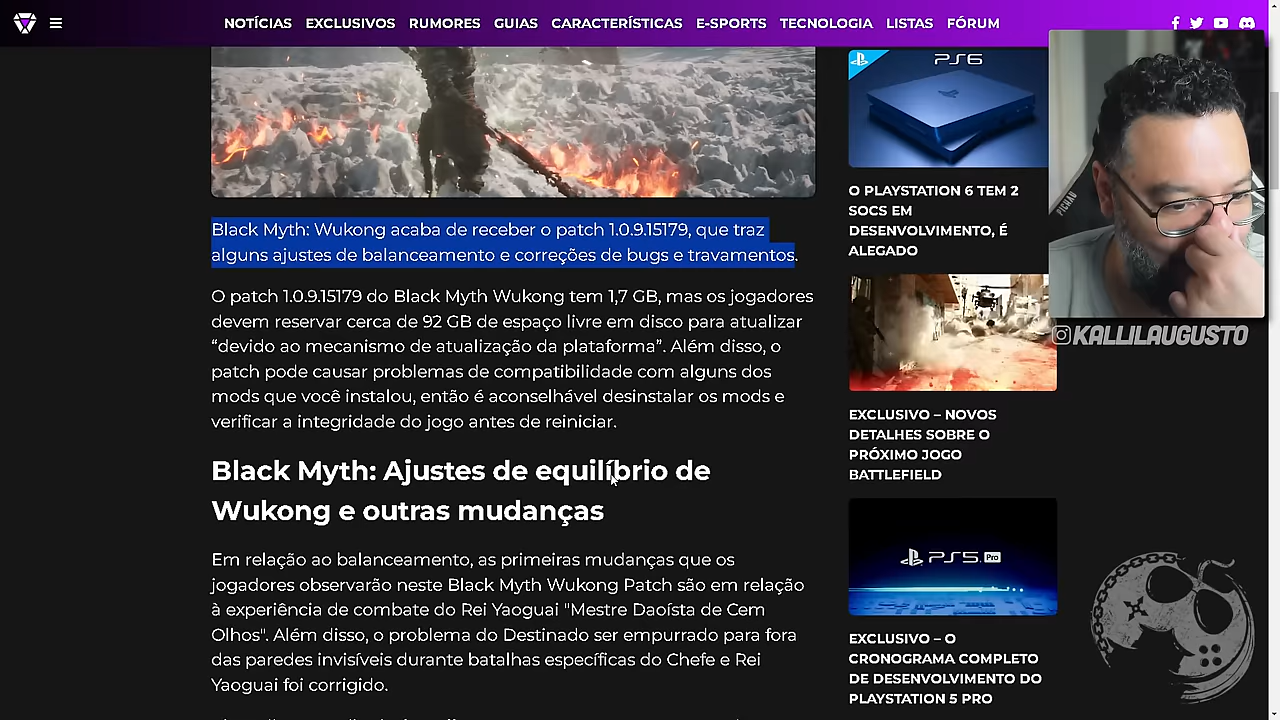 NOTÍCIAS EXCLUSIVOS RUMORES GUIAS CARACTERÍSTICAS E-SPORTS TECNOLOGIA LISTAS FÓRUM
Black Myth: Wukong acaba de receber o patch 1.0.9.15179, que traz
alguns ajustes de balanceamento e correções de bugs e travamentos.
O patch 1.0.9.15179 do Black Myth Wukong tem 1,7 GB, mas os jogadores
devem reservar cerca de 92 GB de espaço livre em disco para atualizar
“devido ao mecanismo de atualização da plataforma”. Além disso, o
patch pode causar problemas de compatibilidade com alguns dos
mods que você instalou, então é aconselhável desinstalar os mods e
verificar a integridade do jogo antes de reiniciar.
Black Myth: Ajustes de equilíbrio de
Wukong e outras mudanças
Em relação ao balanceamento, as primeiras mudanças que os
jogadores observarão neste Black Myth Wukong Patch são em relação
à experiência de combate do Rei Yaoguai "Mestre Daoísta de Cem
Olhos". Além disso, o problema do Destinado ser empurrado para fora
das paredes invisíveis durante batalhas específicas do Chefe e Rei
Yaoguai foi corrigido.
PS6
O PLAYSTATION 6 TEM 2
SOCS EM
DESENVOLVIMENTO, É
ALEGADO
EXCLUSIVO – NOVOS
DETALHES SOBRE O
PRÓXIMO JOGO
BATTLEFIELD
PS5 Pro
EXCLUSIVO – O
CRONOGRAMA COMPLETO
DE DESENVOLVIMENTO DO
PLAYSTATION 5 PRO
PICHAU
KALLILAUGUSTO